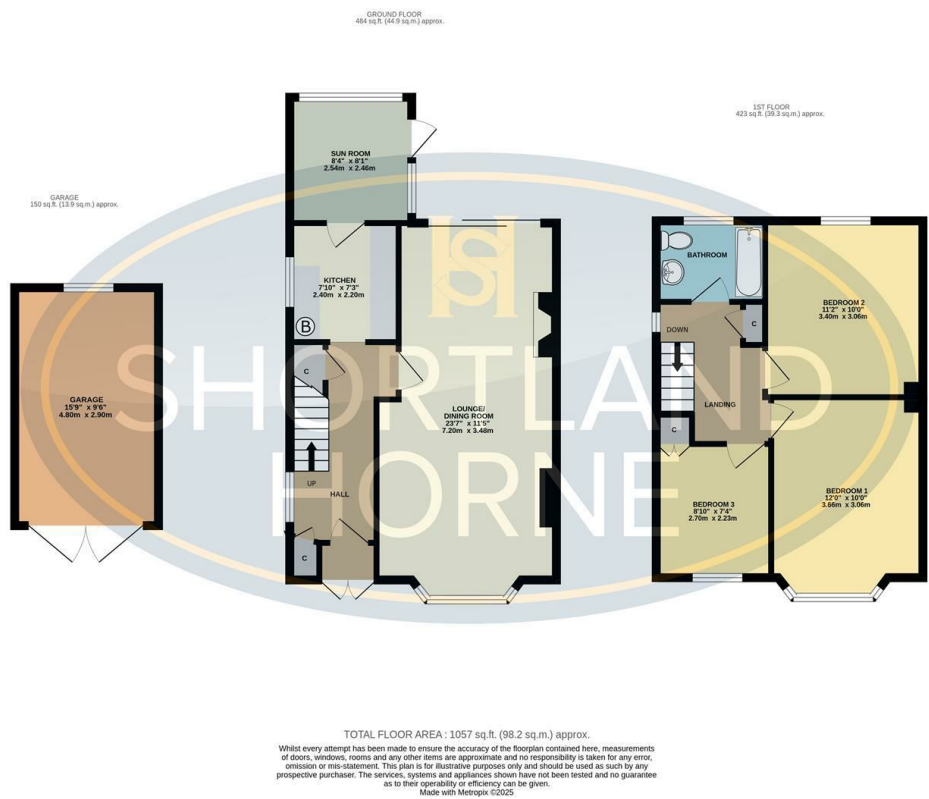 GROUND FLOOR
484 sq.ft. (44.9 sq.m.) approx.
1ST FLOOR
423 sq.ft. (39.3 sq.m.) approx.
GARAGE
150 sq.ft. (13.9 sq.m.) approx.
SUN ROOM
8'4" x 8'1"
2.54m x 2.46m
KITCHEN
7'10" x 7'3"
2.40m x 2.20m
B
C
LOUNGE/
DINING ROOM
23'7" x 11'5"
7.20m x 3.48m
UP
HALL
C
GARAGE
15'9" x 9'6"
4.80m x 2.90m
BATHROOM
BEDROOM 2
11'2" x 10'0"
3.40m x 3.06m
DOWN
C
LANDING
C
BEDROOM 1
12'0" x 10'0"
3.66m x 3.06m
BEDROOM 3
8'10" x 7'4"
2.70m x 2.23m
SH
SHORTLAND
HORNE
TOTAL FLOOR AREA : 1057 sq.ft. (98.2 sq.m.) approx.
Whilst every attempt has been made to ensure the accuracy of the floorplan contained here, measurements
of doors, windows, rooms and any other items are approximate and no responsibility is taken for any error,
omission or mis-statement. This plan is for illustrative purposes only and should be used as such by any
prospective purchaser. The services, systems and appliances shown have not been tested and no guarantee
as to their operability or efficiency can be given.
Made with Metropix ©2025